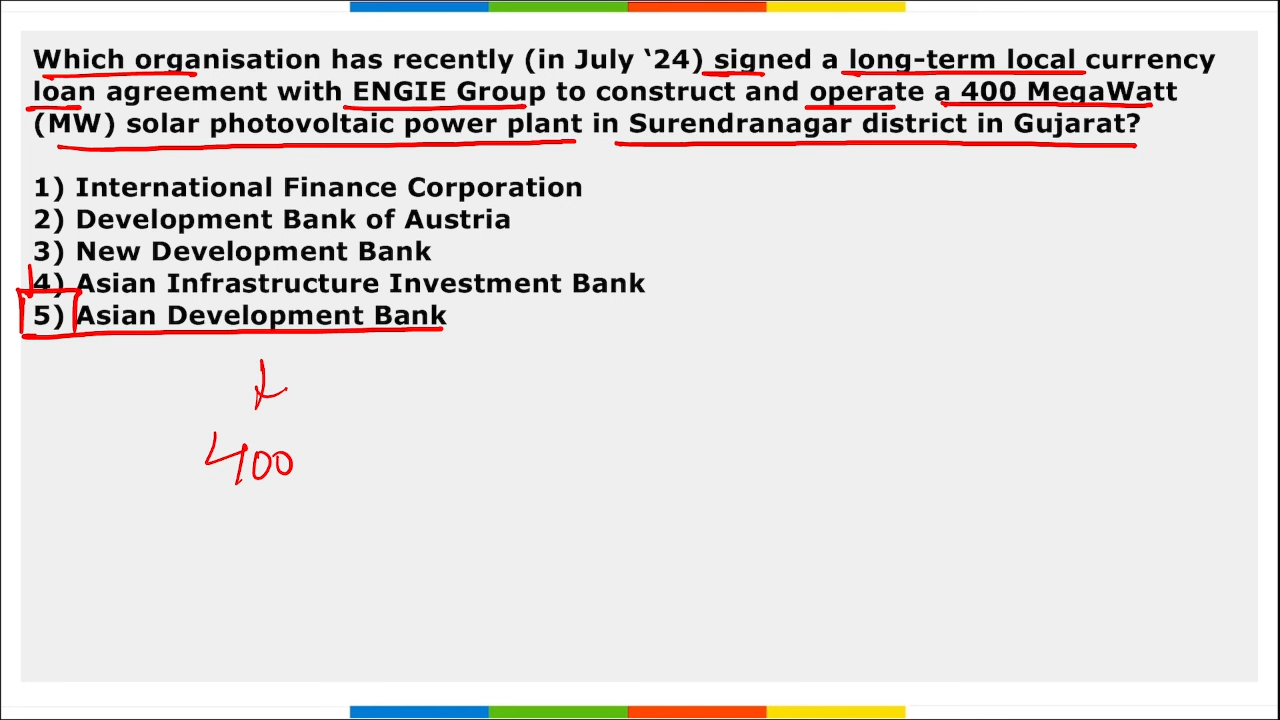 Which organisation has recently (in July ‘24) signed a long-term local currency
loan agreement with ENGIE Group to construct and operate a 400 MegaWatt
(MW) solar photovoltaic power plant in Surendranagar district in Gujarat?
1) International Finance Corporation
2) Development Bank of Austria
3) New Development Bank
4) Asian Infrastructure Investment Bank
5) Asian Development Bank
400